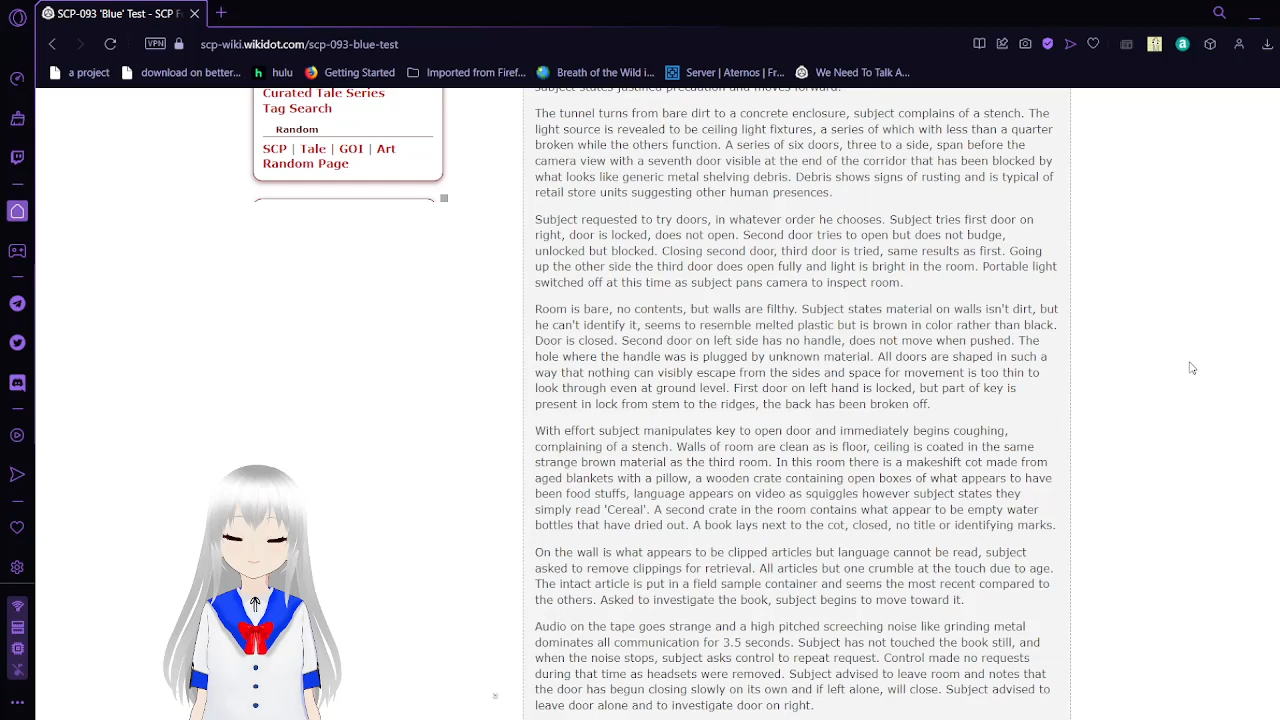 SCP-093 'Blue' Test - SCP F
VPN
scp-wiki.wikidot.com/scp-093-blue-test
a project
download on better...
hulu
Getting Started
Imported from Firef...
Breath of the Wild i...
Server | Aternos | Fr...
We Need To Talk A...
Curated Tale Series
Tag Search
Random
SCP | Tale | GOI | Art
Random Page
subject states justified precaution and moves forward.
The tunnel turns from bare dirt to a concrete enclosure, subject complains of a stench. The
light source is revealed to be ceiling light fixtures, a series of which with less than a quarter
broken while the others function. A series of six doors, three to a side, span before the
camera view with a seventh door visible at the end of the corridor that has been blocked by
what looks like generic metal shelving debris. Debris shows signs of rusting and is typical of
retail store units suggesting other human presences.
Subject requested to try doors, in whatever order he chooses. Subject tries first door on
right, door is locked, does not open. Second door tries to open but does not budge,
unlocked but blocked. Closing second door, third door is tried, same results as first. Going
up the other side the third door does open fully and light is bright in the room. Portable light
switched off at this time as subject pans camera to inspect room.
Room is bare, no contents, but walls are filthy. Subject states material on walls isn't dirt, but
he can't identify it, seems to resemble melted plastic but is brown in color rather than black.
Door is closed. Second door on left side has no handle, does not move when pushed. The
hole where the handle was is plugged by unknown material. All doors are shaped in such a
way that nothing can visibly escape from the sides and space for movement is too thin to
look through even at ground level. First door on left hand is locked, but part of key is
present in lock from stem to the ridges, the back has been broken off.
With effort subject manipulates key to open door and immediately begins coughing,
complaining of a stench. Walls of room are clean as is floor, ceiling is coated in the same
strange brown material as the third room. In this room there is a makeshift cot made from
aged blankets with a pillow, a wooden crate containing open boxes of what appears to have
been food stuffs, language appears on video as squiggles however subject states they
simply read 'Cereal'. A second crate in the room contains what appear to be empty water
bottles that have dried out. A book lays next to the cot, closed, no title or identifying marks.
On the wall is what appears to be clipped articles but language cannot be read, subject
asked to remove clippings for retrieval. All articles but one crumble at the touch due to age.
The intact article is put in a field sample container and seems the most recent compared to
the others. Asked to investigate the book, subject begins to move toward it.
Audio on the tape goes strange and a high pitched screeching noise like grinding metal
dominates all communication for 3.5 seconds. Subject has not touched the book still, and
when the noise stops, subject asks control to repeat request. Control made no requests
during that time as headsets were removed. Subject advised to leave room and notes that
the door has begun closing slowly on its own and if left alone, will close. Subject advised to
leave door alone and to investigate door on right.